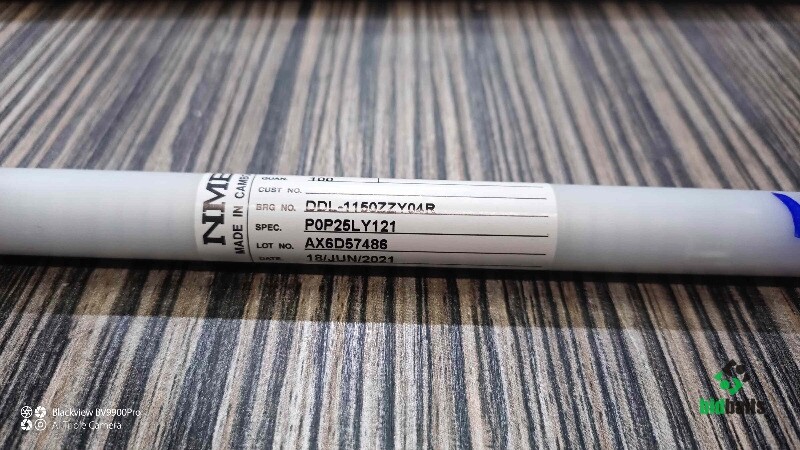 NMB
MADE IN CAMB
QUAN. 100
CUST NO.
BRG NO. DDL-1150ZZY04R
SPEC. P0P25LY121
LOT NO. AX6D57486
DATE 18/JUN/2021
Blackview BV9900Pro
AI Triple Camera
bidbaits